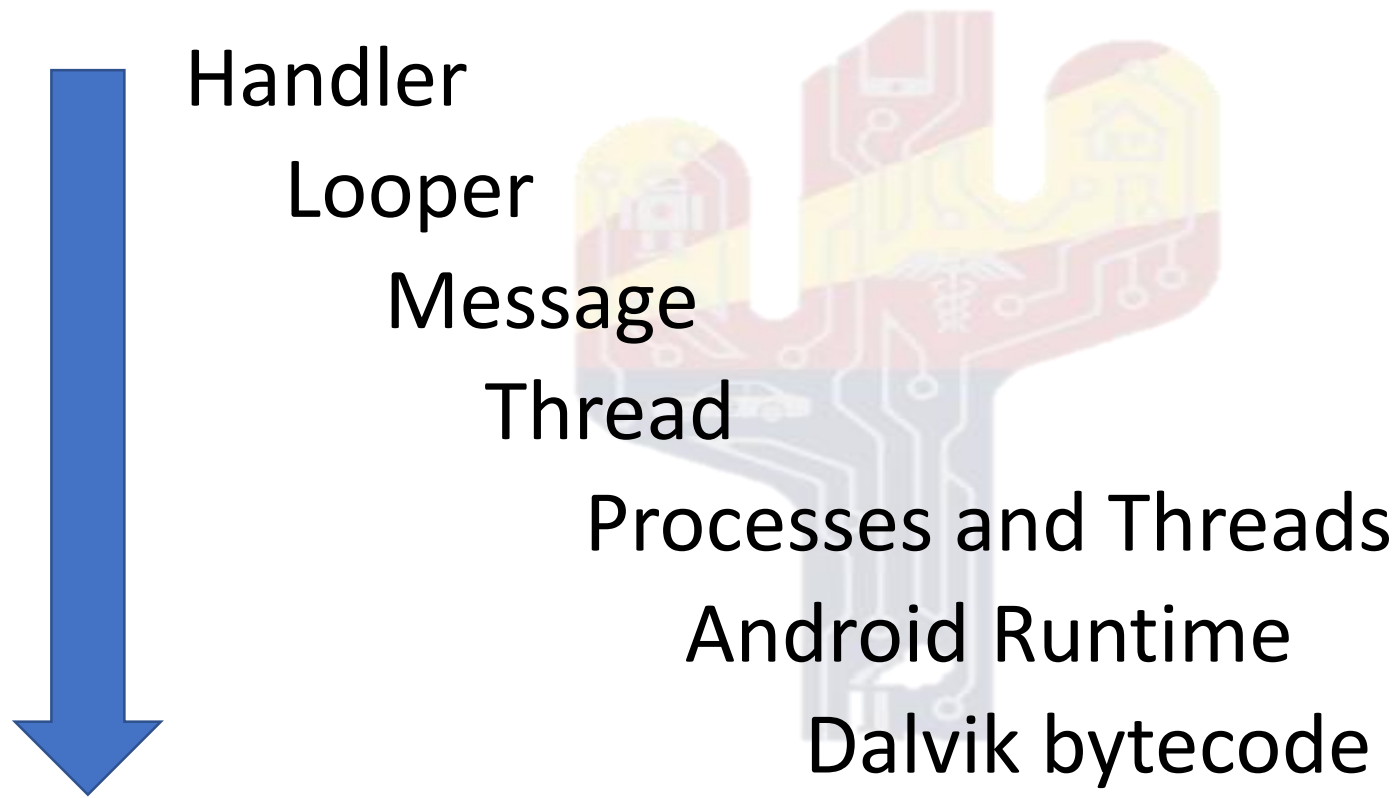 Handler
Looper
Message
Thread
Processes and Threads
Android Runtime
Dalvik bytecode